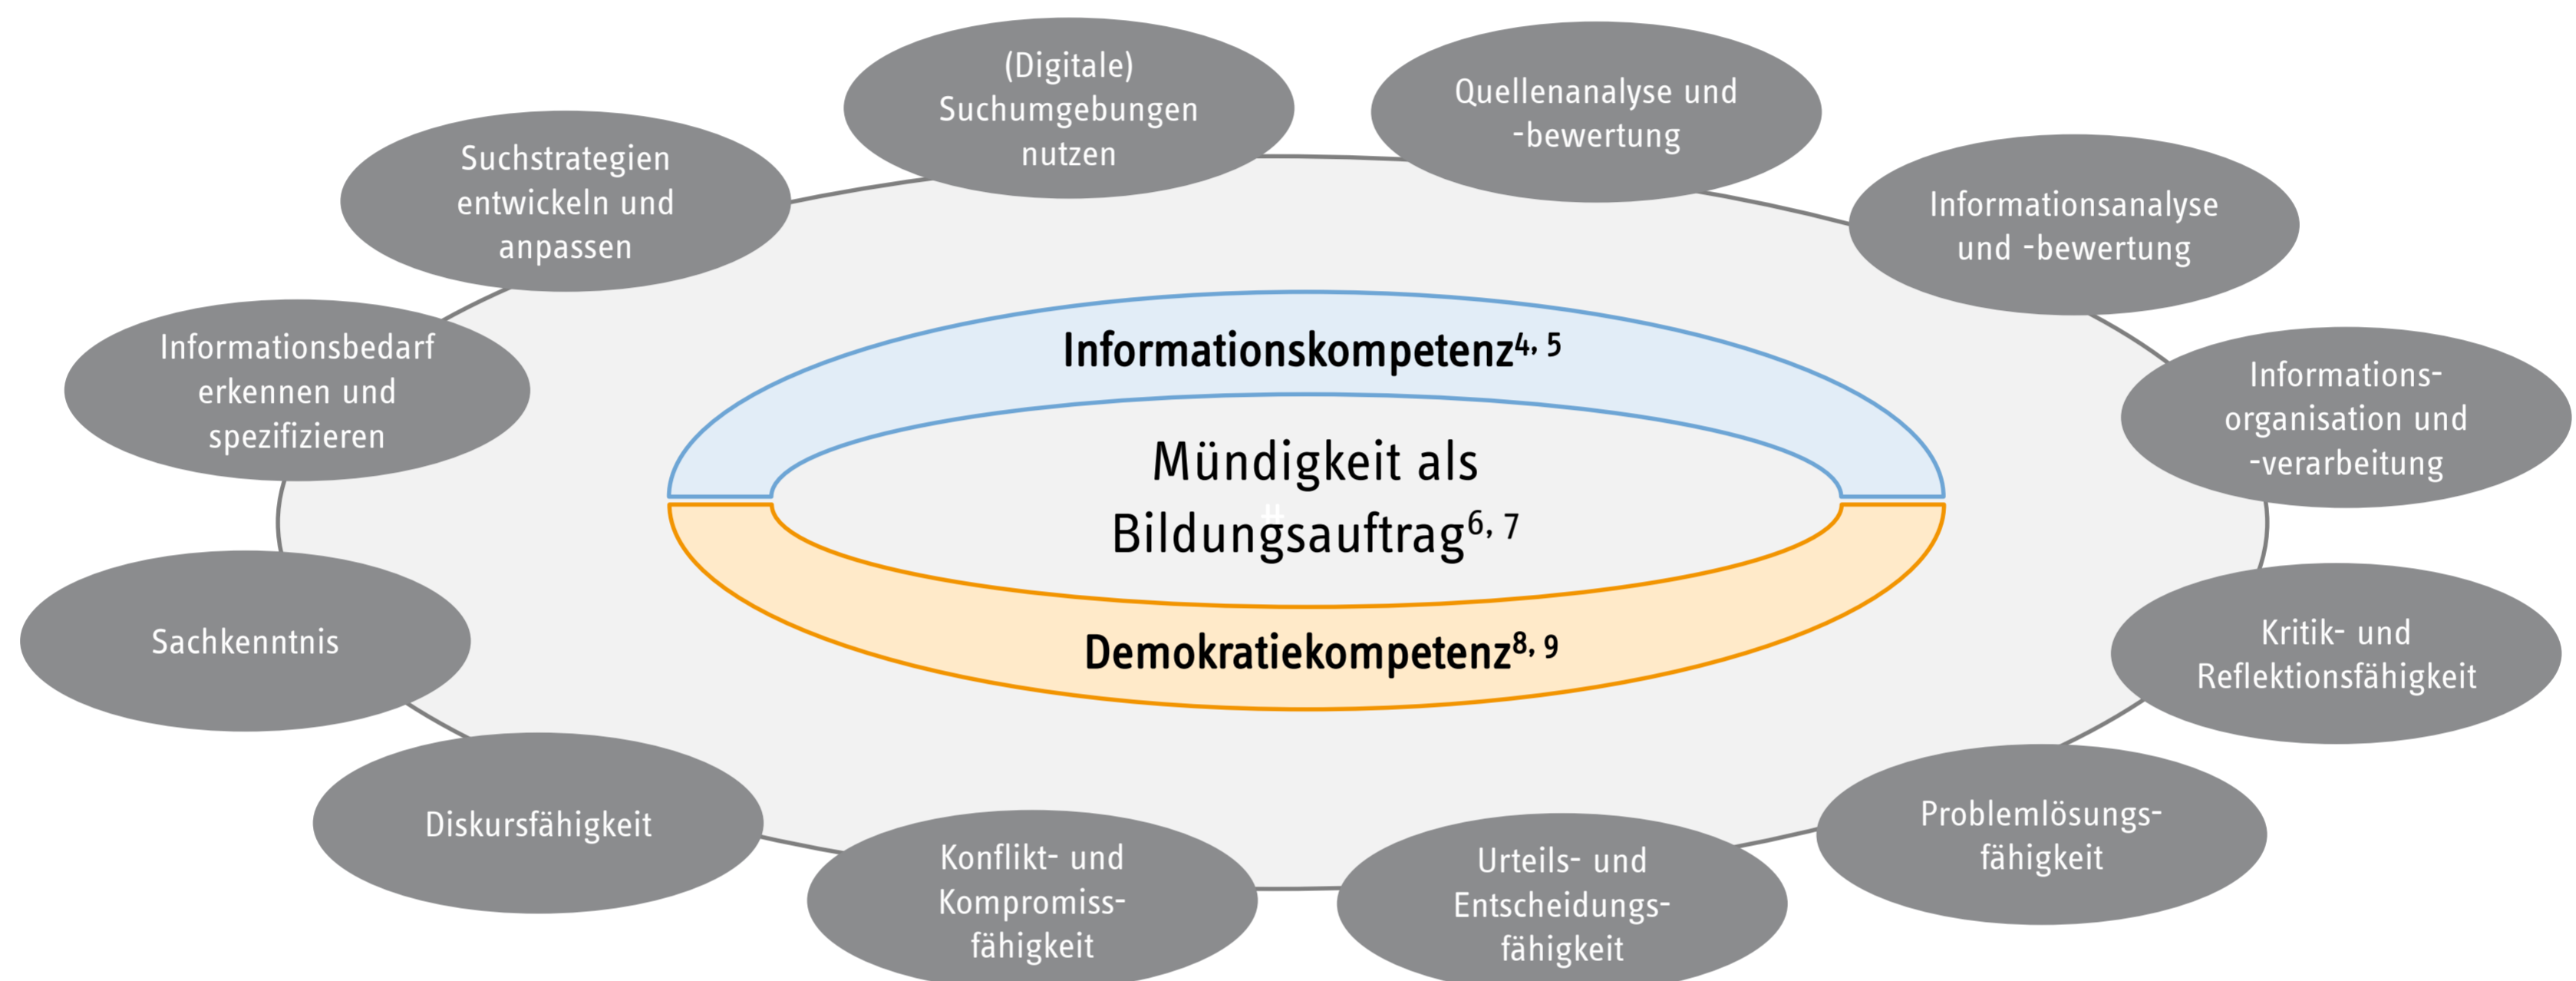 (Digitale)
Suchumgebungen
nutzen
Quellenanalyse und
-bewertung
Suchstrategien
entwickeln und
anpassen
Informationsanalyse
und -bewertung
Informationsbedarf
erkennen und
spezifizieren
Informations-
organisation und
-verarbeitung
Informationskompetenz⁴, ⁵
Mündigkeit als
#
Bildungsauftrag⁶, ⁷
Demokratiekompetenz⁸, ⁹
Sachkenntnis
Kritik- und
Reflektionsfähigkeit
Diskursfähigkeit
Problemlösungs-
fähigkeit
Konflikt- und
Kompromiss-
fähigkeit
Urteils- und
Entscheidungs-
fähigkeit